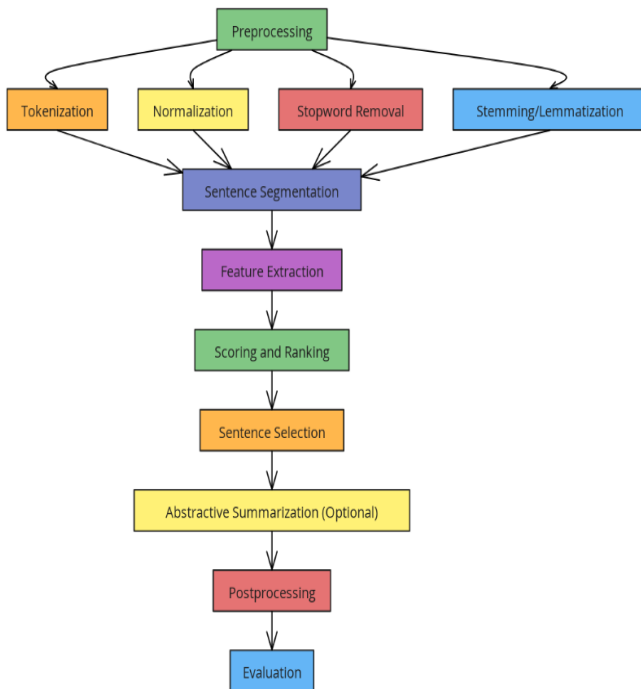 Preprocessing
Tokenization
Normalization
Stopword Removal
Stemming/Lemmatization
Sentence Segmentation
Feature Extraction
Scoring and Ranking
Sentence Selection
Abstractive Summarization (Optional)
Postprocessing
Evaluation